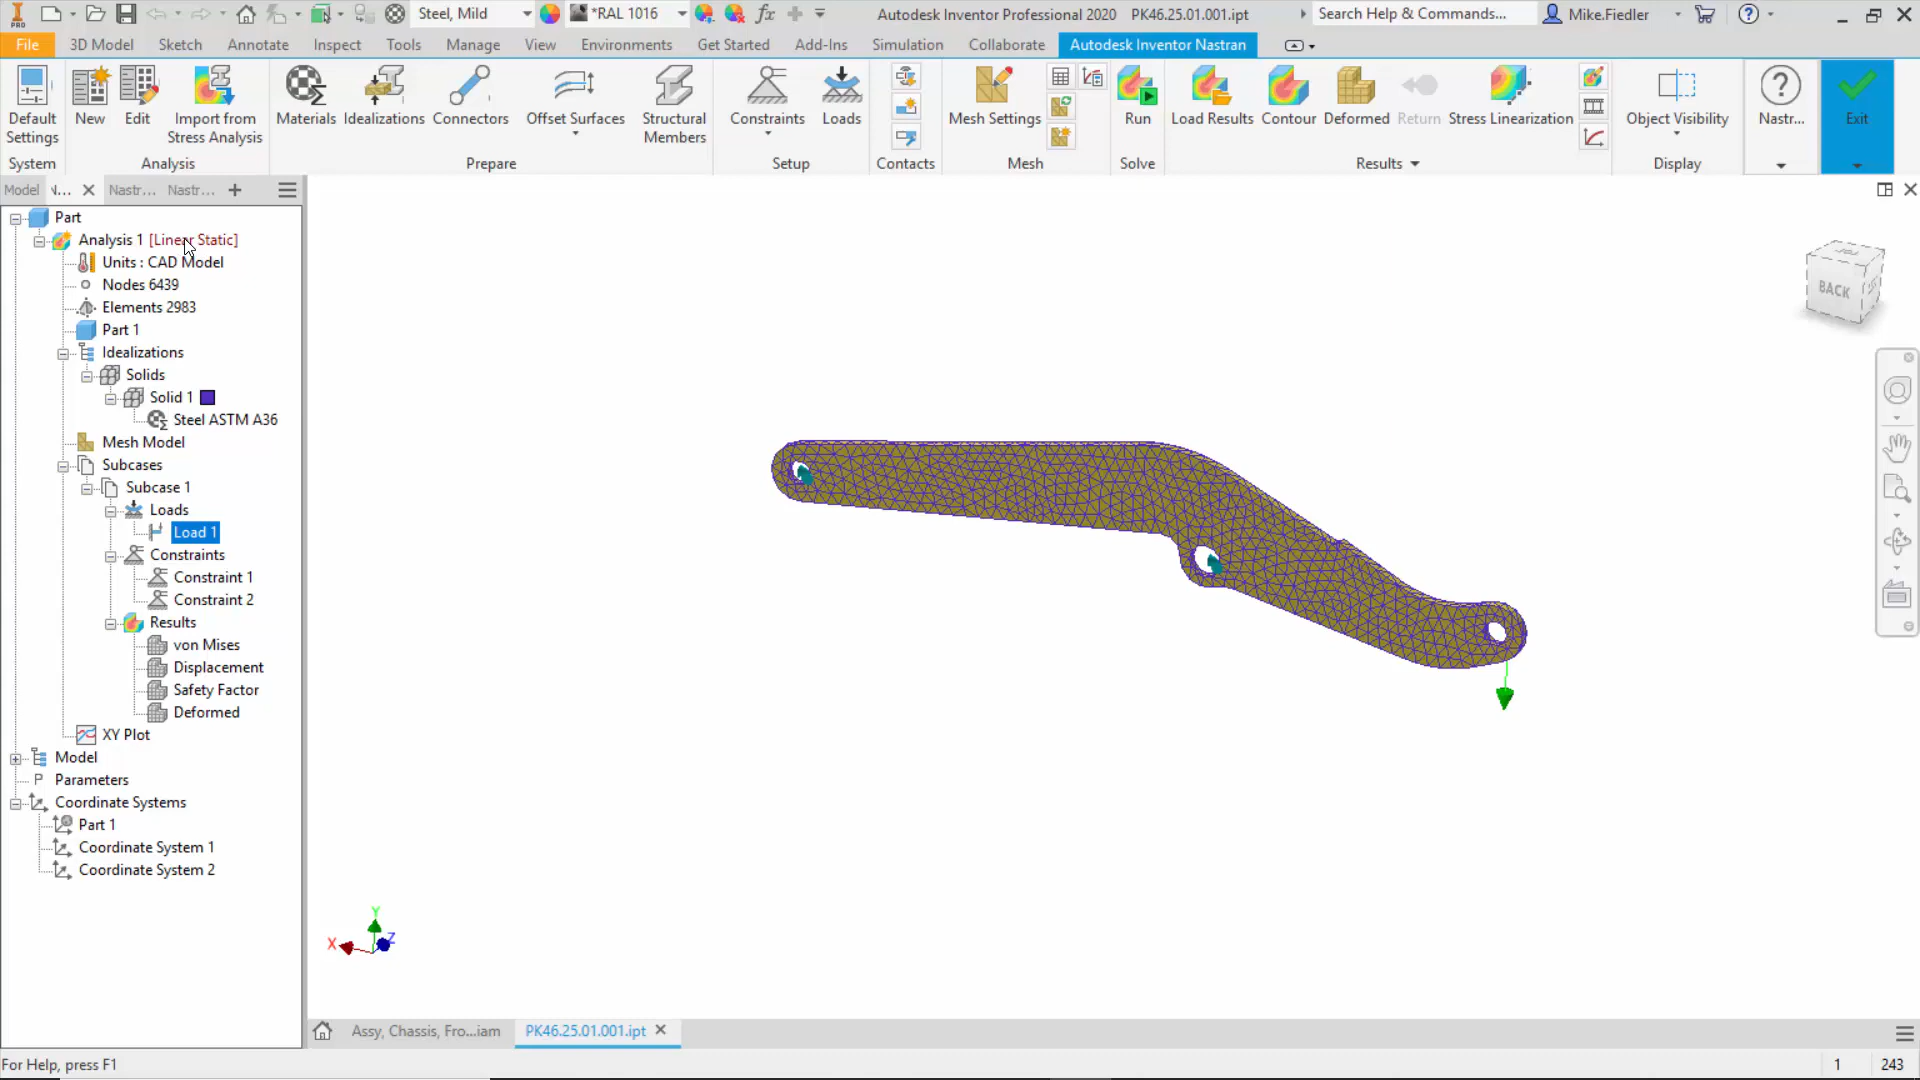 Steel, Mild
*RAL 1016
Autodesk Inventor Professional 2020 PK46.25.01.001.ipt
Search Help & Commands...
Mike.Fiedler
File 3D Model Sketch Annotate Inspect Tools Manage View Environments Get Started Add-Ins Simulation Collaborate Autodesk Inventor Nastran
Default Settings
New
Edit
Import from Stress Analysis
Materials
Idealizations
Connectors
Offset Surfaces
Structural Members
Constraints
Loads
Mesh Settings
Run
Load Results
Contour
Deformed
Return
Stress Linearization
Object Visibility
Nastr...
Exit
System Analysis Prepare Setup Contacts Mesh Solve Results Display
Model N... Nastr... Nastr...
Part
Analysis 1 [Linear Static]
Units : CAD Model
Nodes 6439
Elements 2983
Part 1
Idealizations
Solids
Solid 1
Steel ASTM A36
Mesh Model
Subcases
Subcase 1
Loads
Load 1
Constraints
Constraint 1
Constraint 2
Results
von Mises
Displacement
Safety Factor
Deformed
XY Plot
Model
P Parameters
Coordinate Systems
Part 1
Coordinate System 1
Coordinate System 2
BACK
Y
X
Z
Assy, Chassis, Fro...iam PK46.25.01.001.ipt
For Help, press F1
1 243